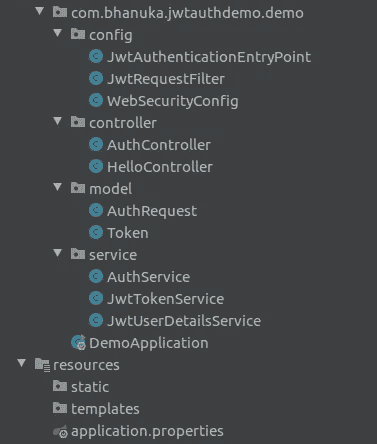 com.bhanuka.jwtauthdemo.demo
config
JwtAuthenticationEntryPoint
JwtRequestFilter
WebSecurityConfig
controller
AuthController
HelloController
model
AuthRequest
Token
service
AuthService
JwtTokenService
JwtUserDetailsService
DemoApplication
resources
static
templates
application.properties